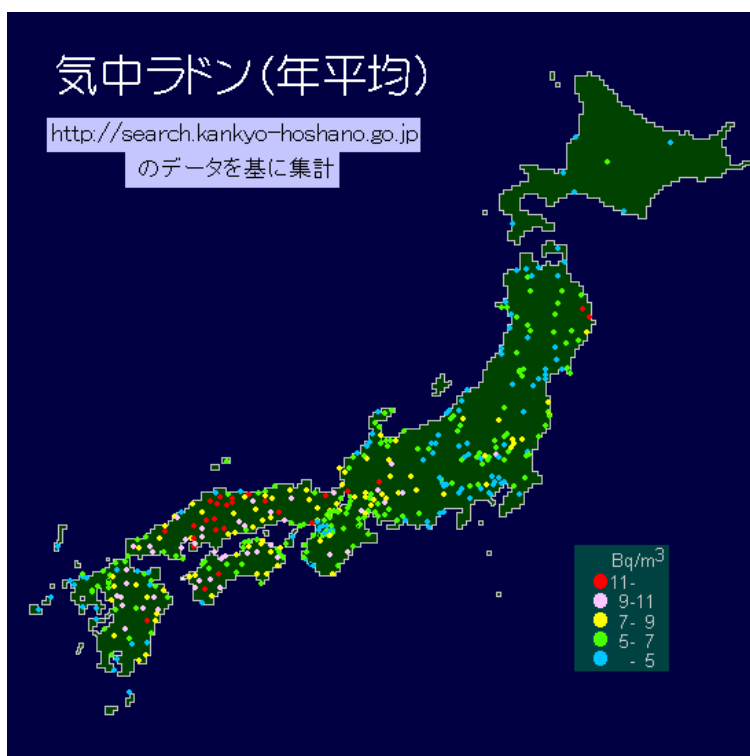 気中ラドン(年平均)
http://search.kankyo-hoshano.go.jp
のデータを基に集計
Bq/m³
11-
9-11
7- 9
5- 7
- 5